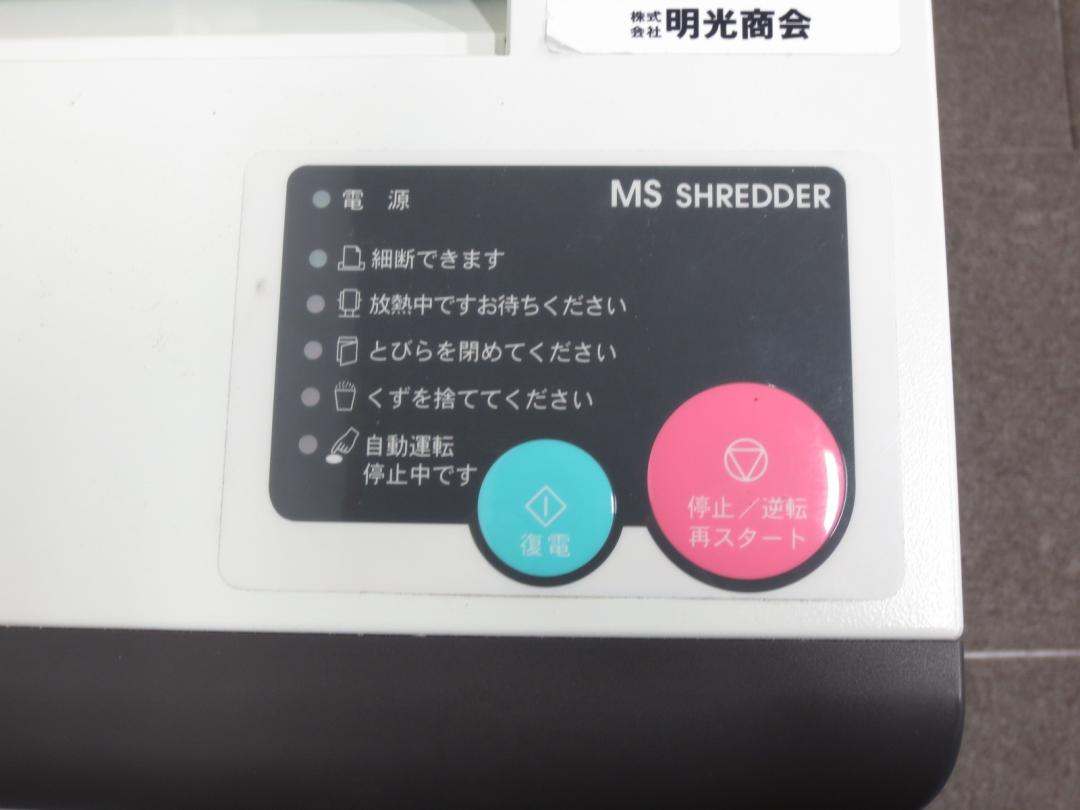 株式会社 明光商会
MS SHREDDER
電 源
細断できます
放熱中ですお待ちください
とびらを閉めてください
くずを捨ててください
自動運転
停止中です
復電
停止／逆転
再スタート